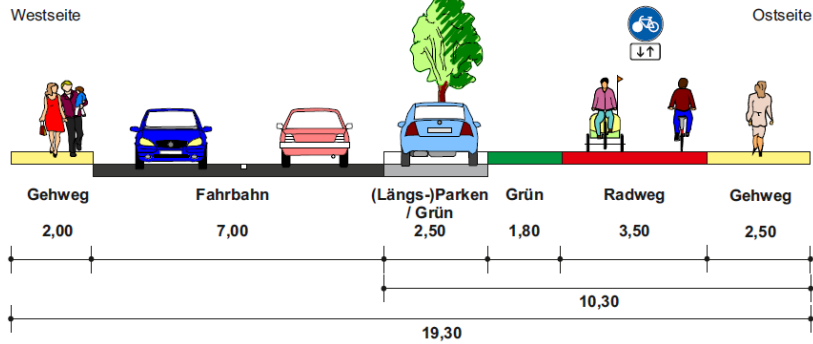 Westseite
Ostseite
Gehweg
Fahrbahn
(Längs-)Parken
/ Grün
Grün
Radweg
Gehweg
2,00
7,00
2,50
1,80
3,50
2,50
10,30
19,30